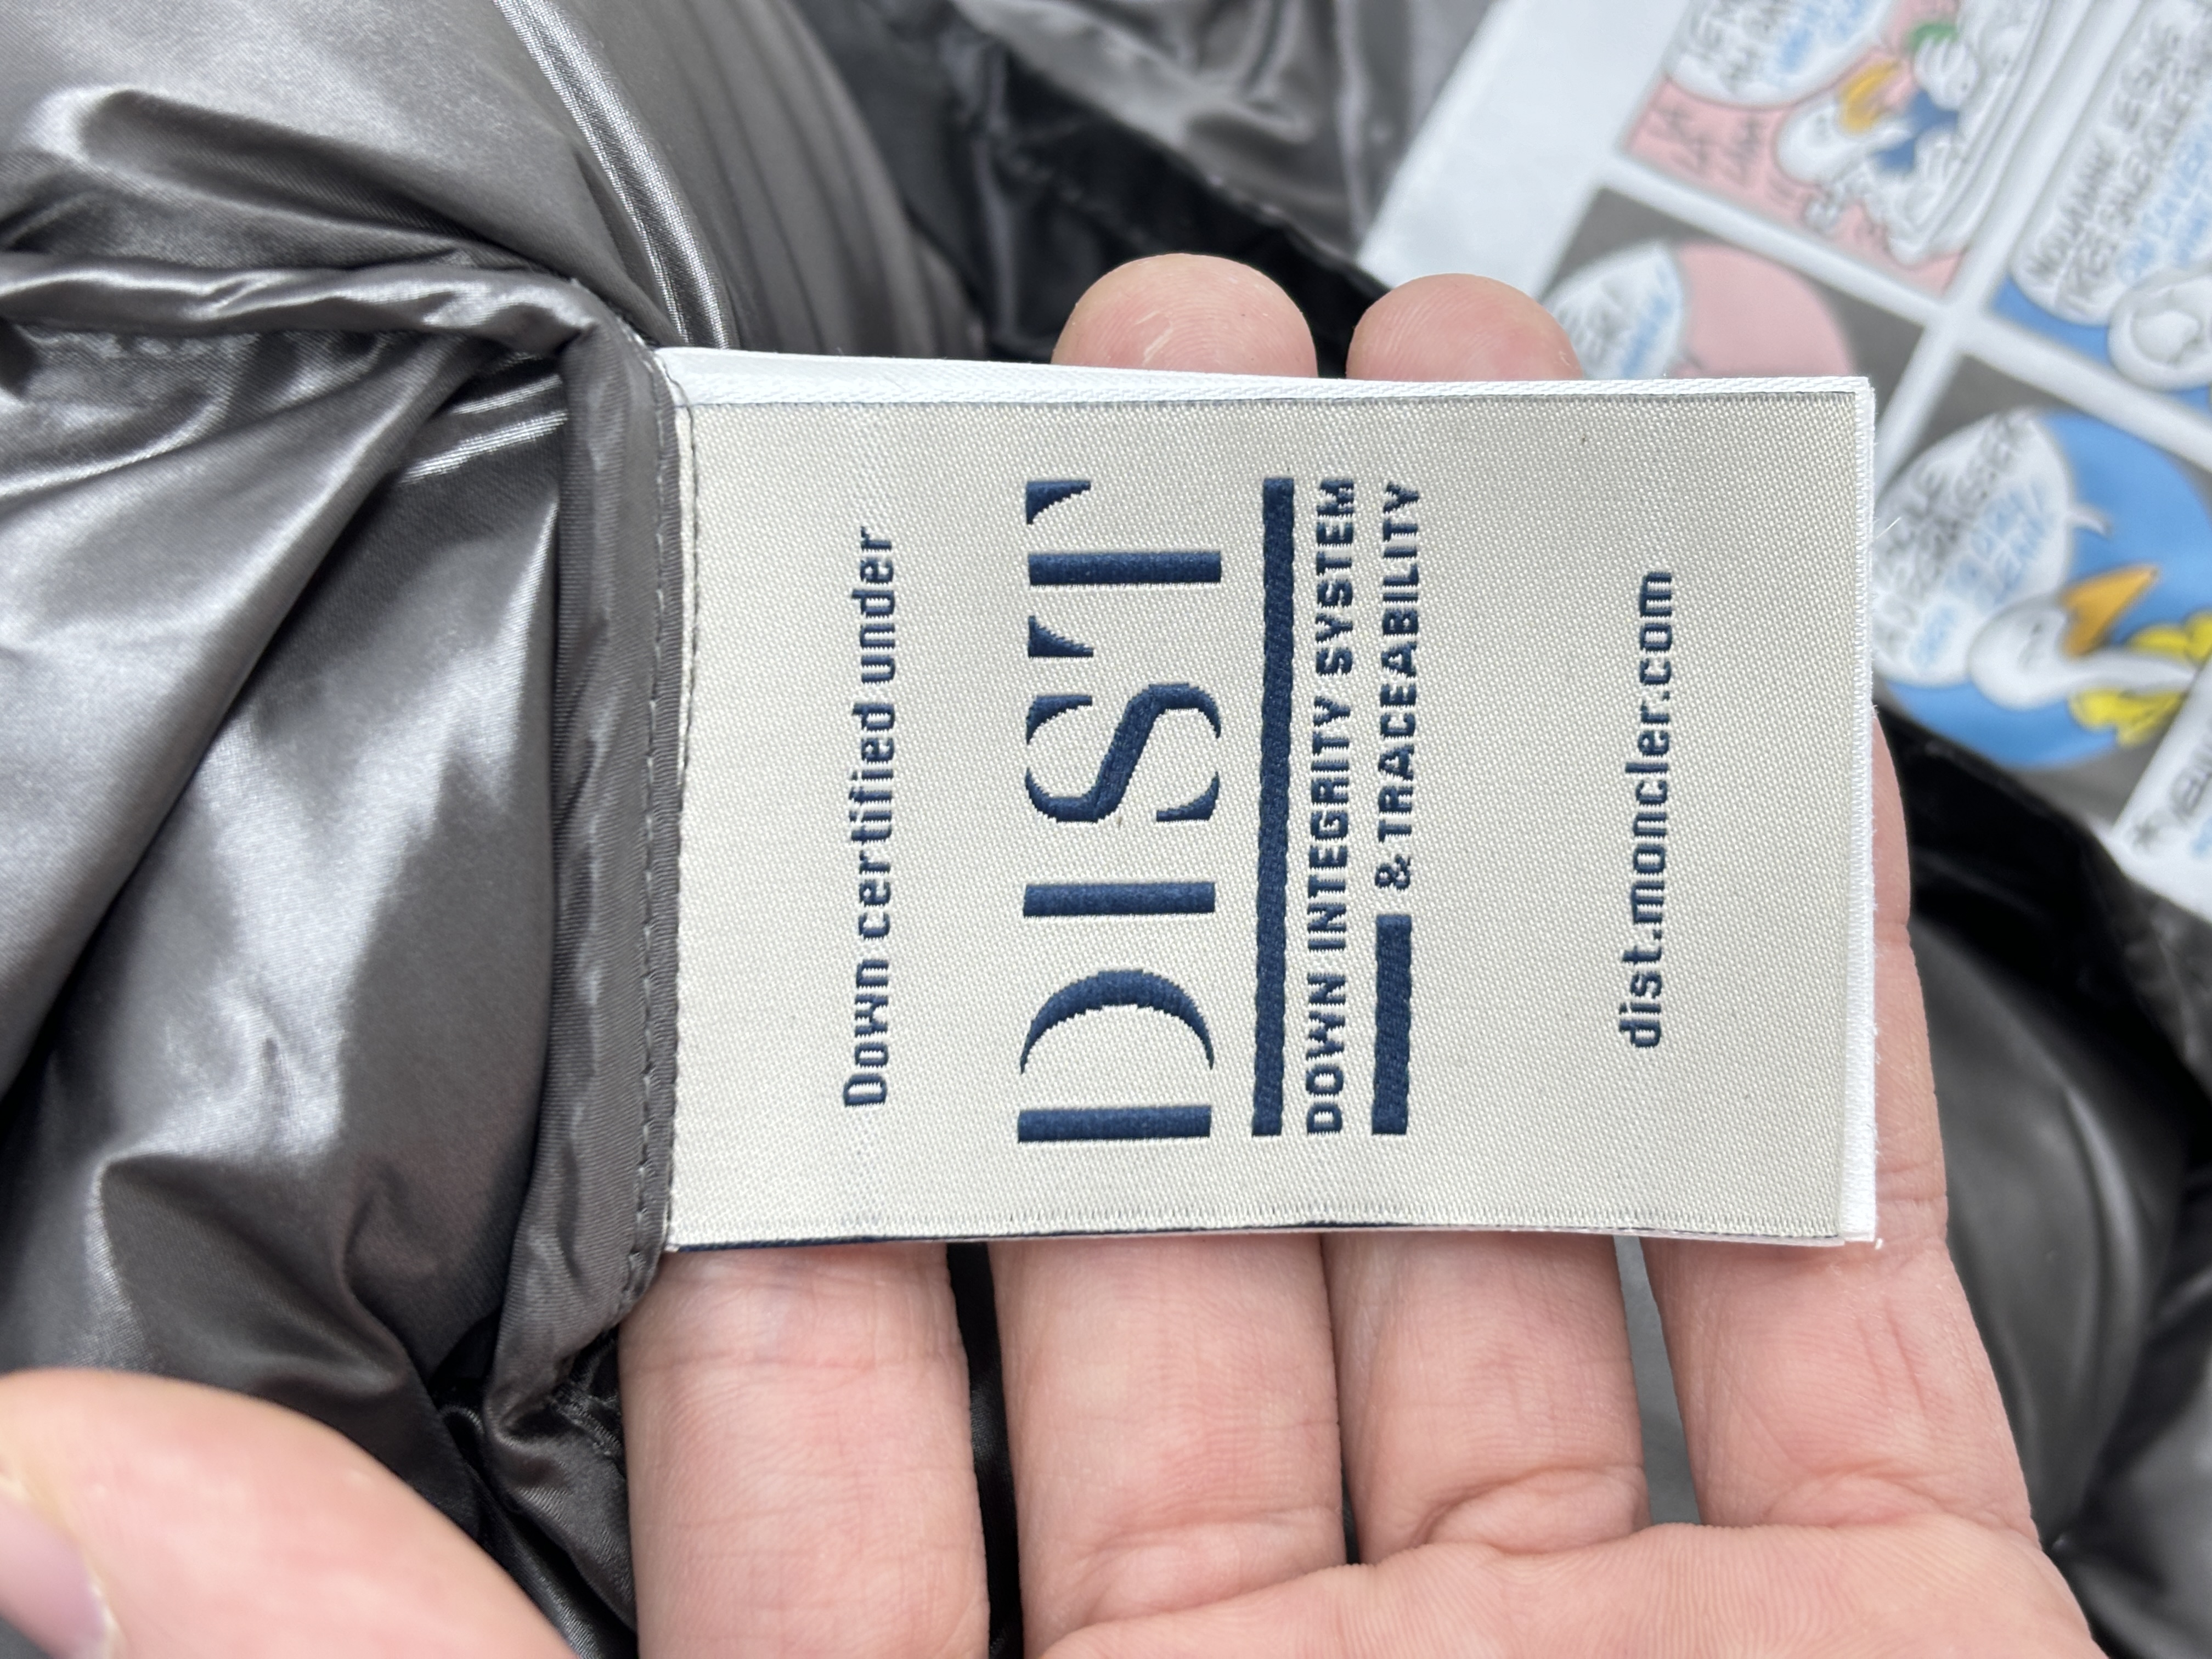 Down certified under
DIST
DOWN INTEGRITY SYSTEM
& TRACEABILITY
dist.moncler.com